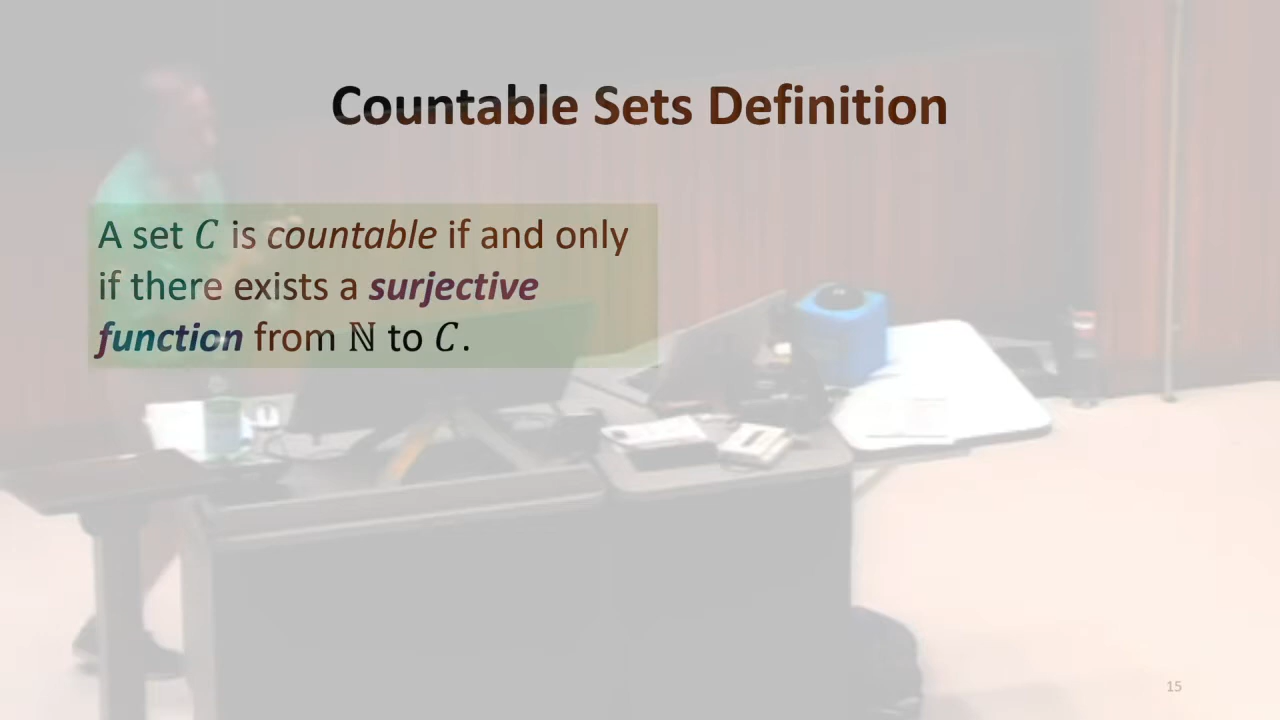 Countable Sets Definition
A set 𝐶 is countable if and only
if there exists a surjective
function from ℕ to 𝐶.
15